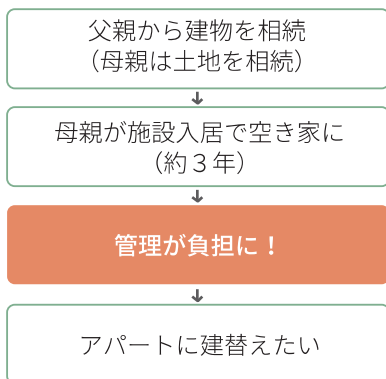 父親から建物を相続
（母親は土地を相続）
母親が施設入居で空き家に
（約３年）
管理が負担に！
アパートに建替えたい